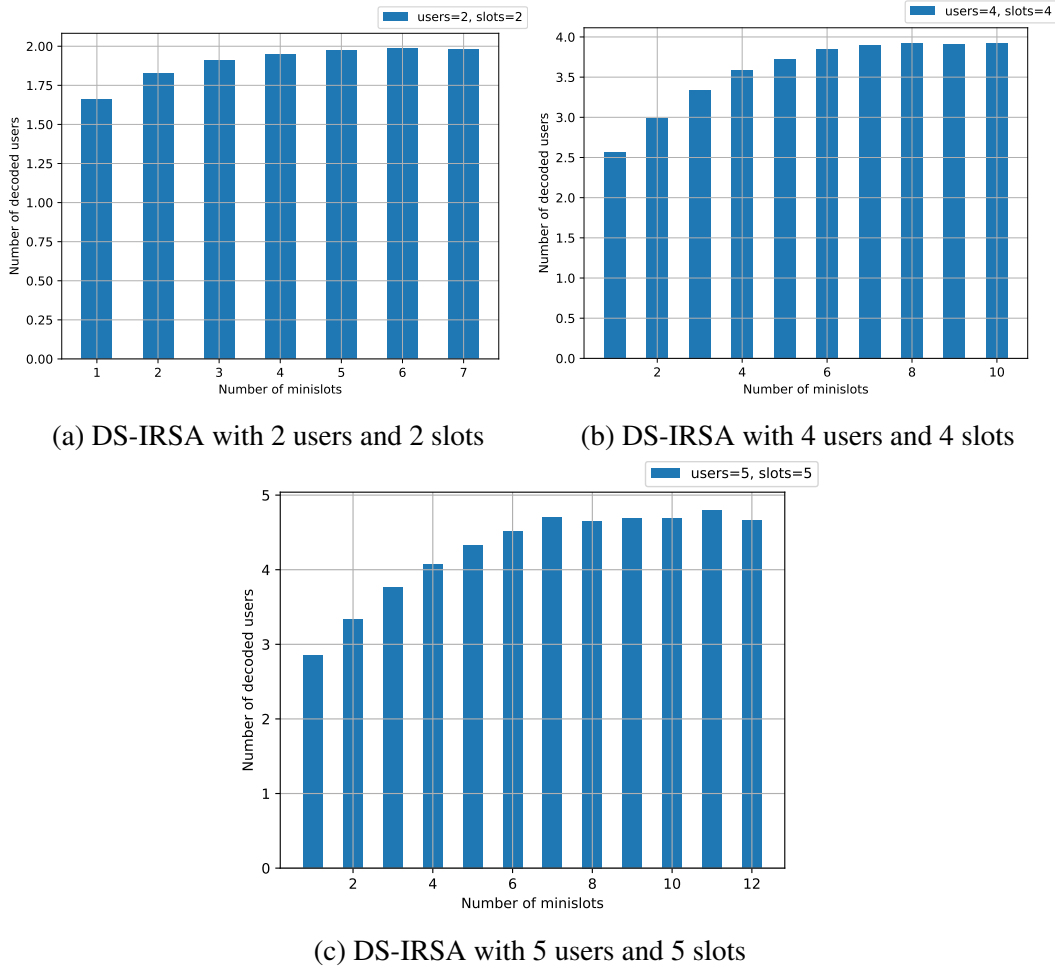 users=2, slots=2
2.00
1.75
1.50
1.25
1.00
0.75
0.50
0.25
0.00
Number of decoded users
1 2 3 4 5 6 7
Number of minislots
(a) DS-IRSA with 2 users and 2 slots
users=4, slots=4
4.0
3.5
3.0
2.5
2.0
1.5
1.0
0.5
0.0
Number of decoded users
2 4 6 8 10
Number of minislots
(b) DS-IRSA with 4 users and 4 slots
users=5, slots=5
5
4
3
2
1
0
Number of decoded users
2 4 6 8 10 12
Number of minislots
(c) DS-IRSA with 5 users and 5 slots